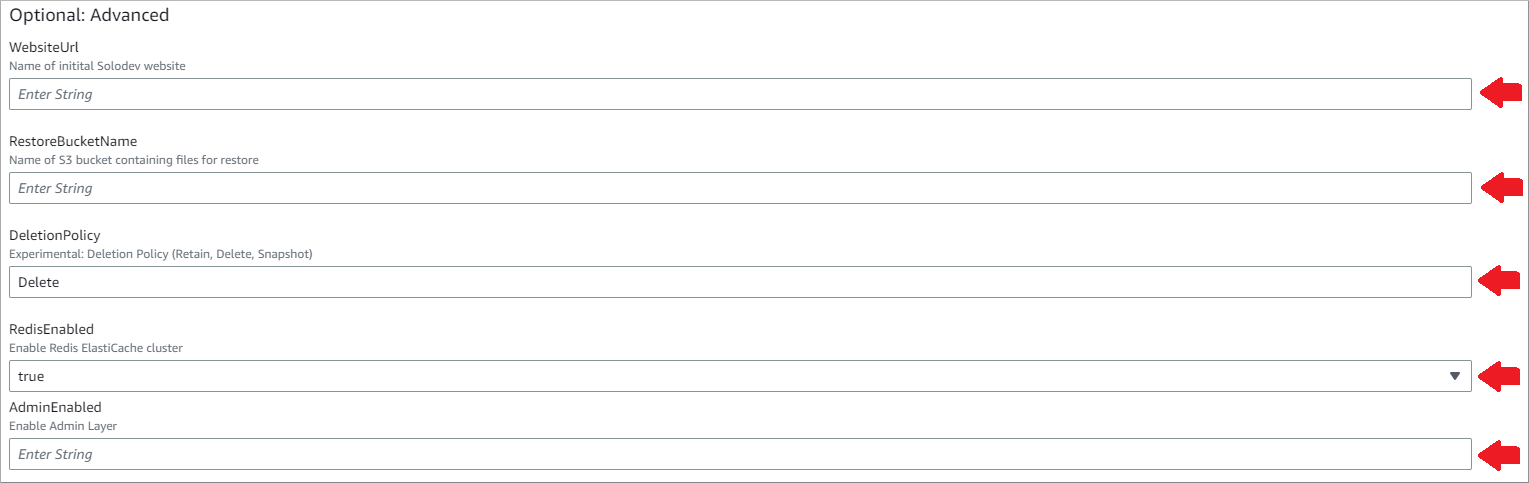 Optional: Advanced
WebsiteUrl
Name of initital Solodev website
Enter String
RestoreBucketName
Name of S3 bucket containing files for restore
Enter String
DeletionPolicy
Experimental: Deletion Policy (Retain, Delete, Snapshot)
Delete
RedisEnabled
Enable Redis ElastiCache cluster
true
AdminEnabled
Enable Admin Layer
Enter String